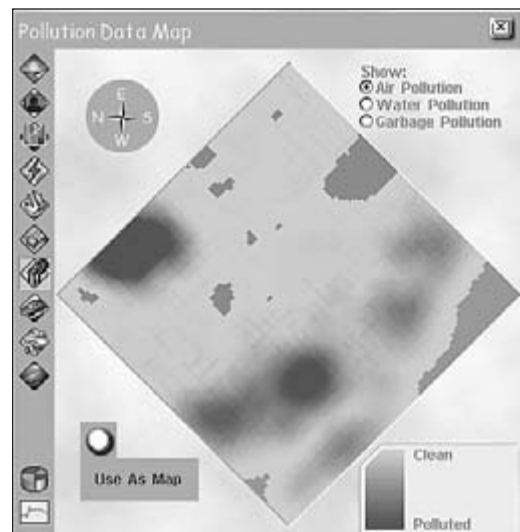 Pollution Data Map
Show:
Air Pollution
Water Pollution
Garbage Pollution
E
N S
W
Use As Map
Clean
Polluted